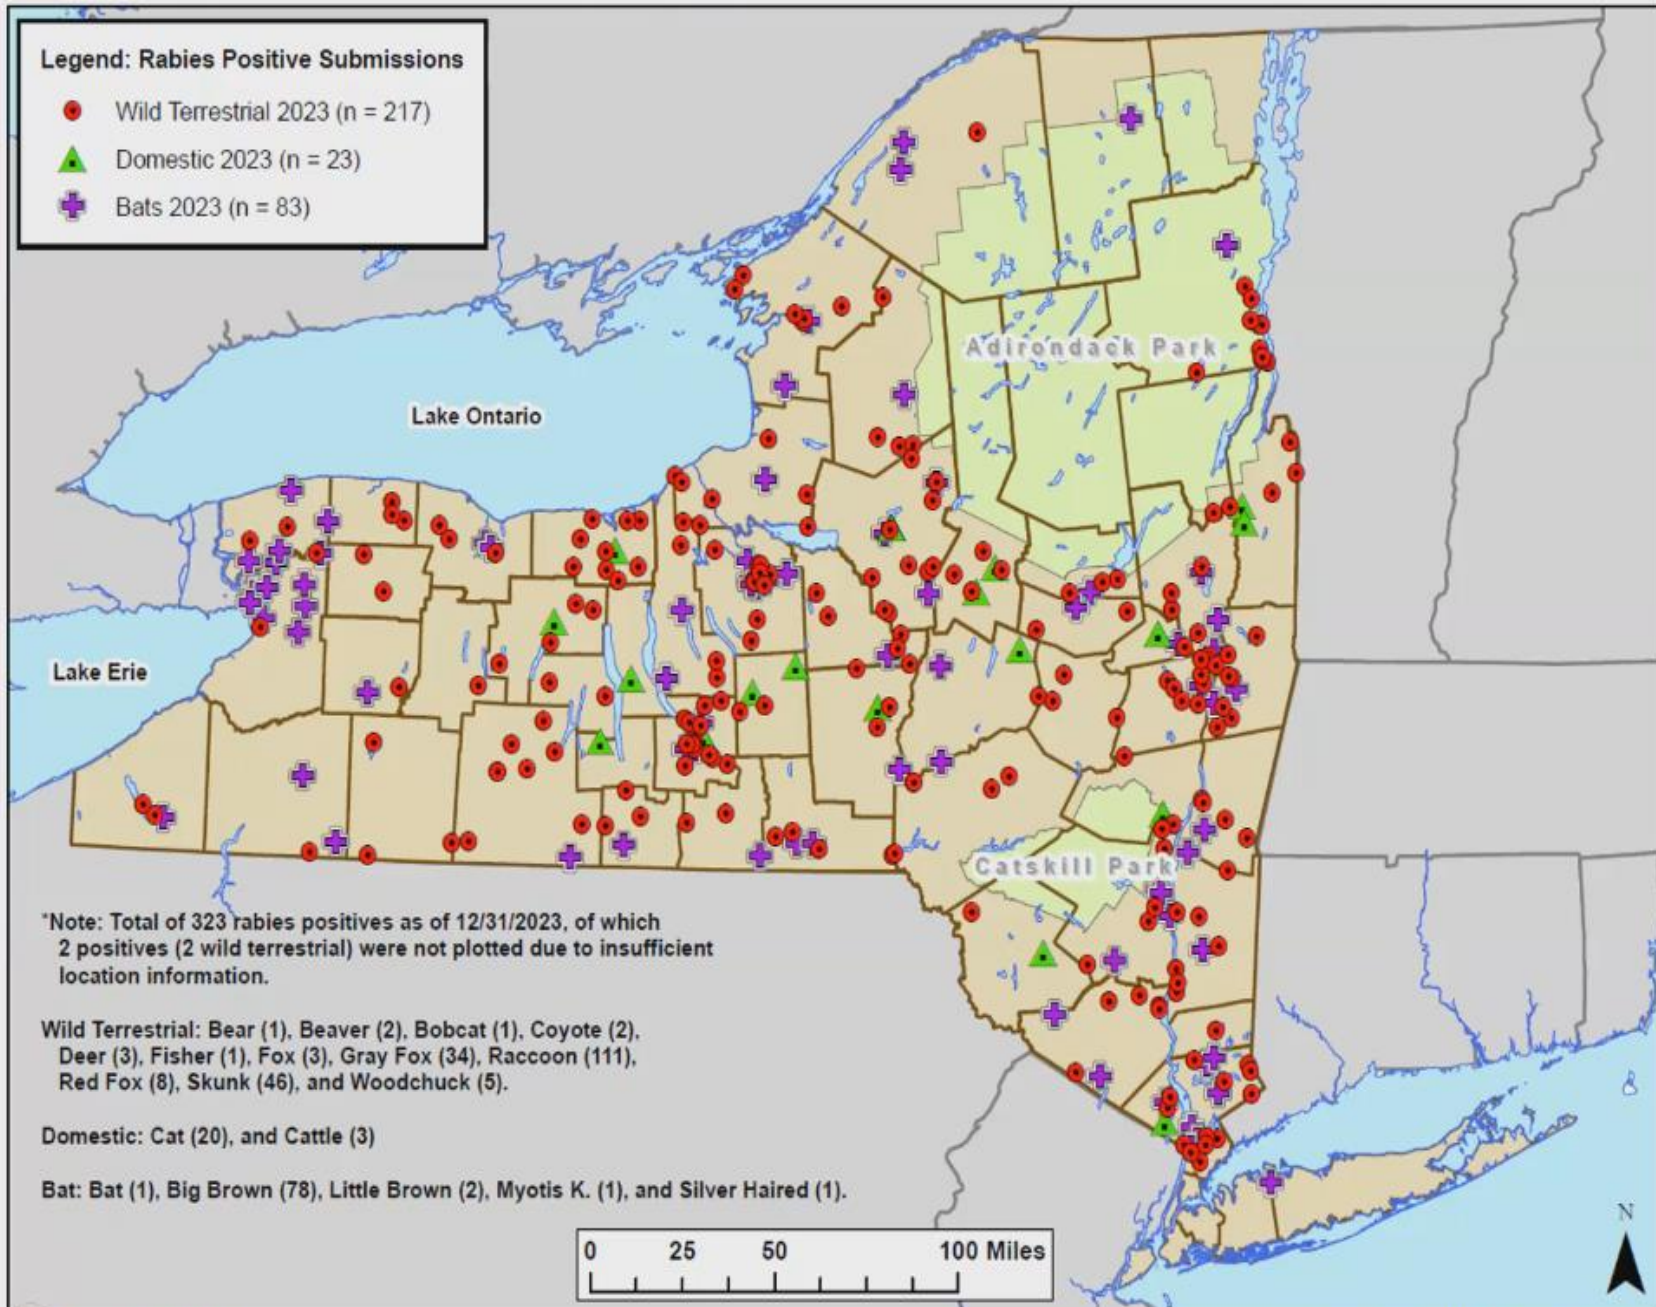 Legend: Rabies Positive Submissions
Wild Terrestrial 2023 (n = 217)
Domestic 2023 (n = 23)
Bats 2023 (n = 83)
Adirondack Park
Lake Ontario
Lake Erie
Catskill Park
*Note: Total of 323 rabies positives as of 12/31/2023, of which
2 positives (2 wild terrestrial) were not plotted due to insufficient
location information.
Wild Terrestrial: Bear (1), Beaver (2), Bobcat (1), Coyote (2),
Deer (3), Fisher (1), Fox (3), Gray Fox (34), Raccoon (111),
Red Fox (8), Skunk (46), and Woodchuck (5).
Domestic: Cat (20), and Cattle (3)
Bat: Bat (1), Big Brown (78), Little Brown (2), Myotis K. (1), and Silver Haired (1).
0 25 50 100 Miles
N